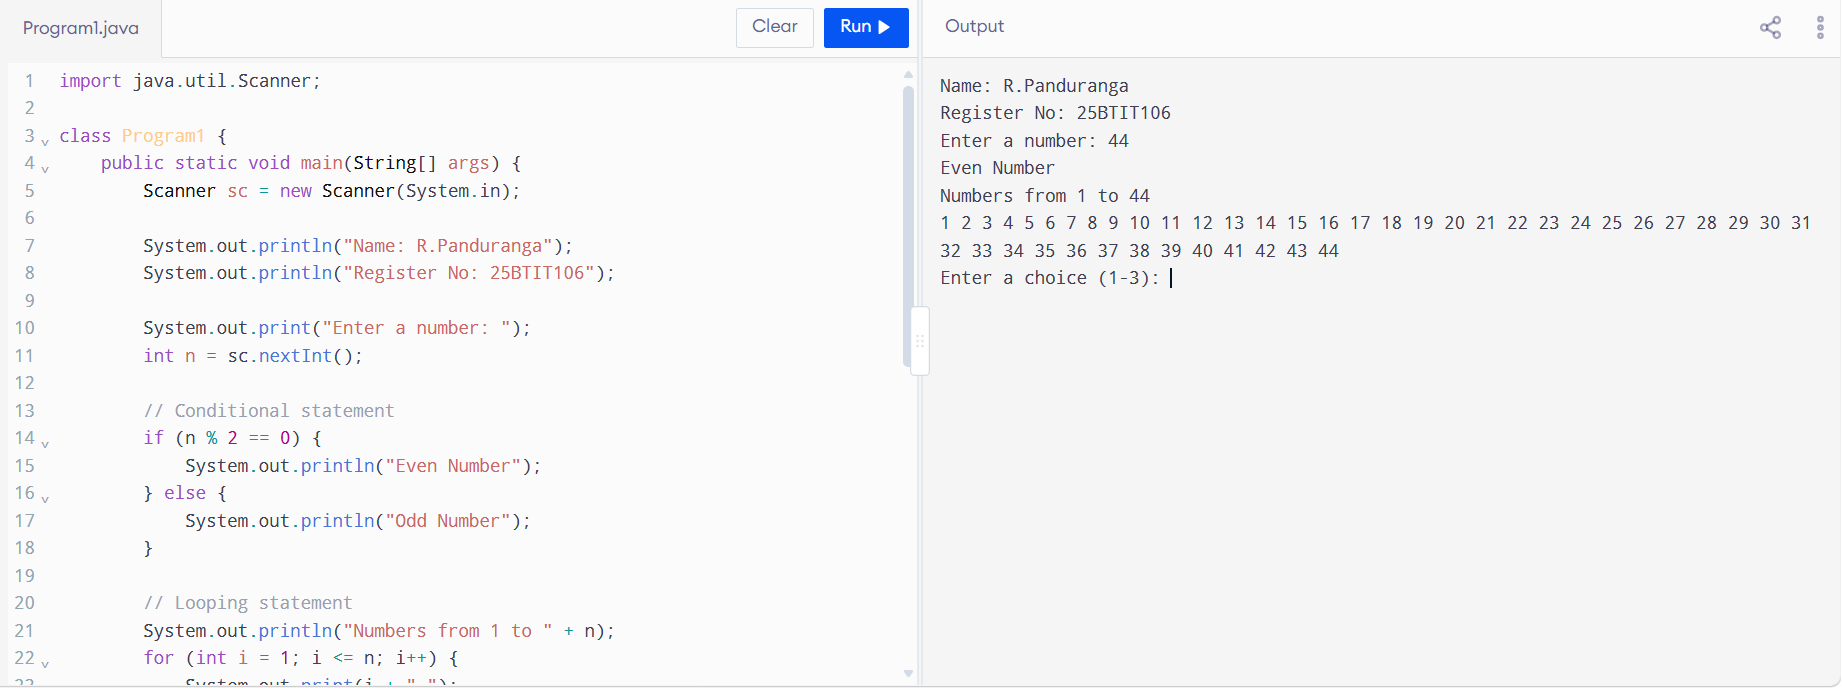 Program1.java
Clear
Run
1 import java.util.Scanner;
2
3 class Program1 {
4     public static void main(String[] args) {
5         Scanner sc = new Scanner(System.in);
6
7         System.out.println("Name: R.Panduranga");
8         System.out.println("Register No: 25BTIT106");
9
10         System.out.print("Enter a number: ");
11         int n = sc.nextInt();
12
13         // Conditional statement
14         if (n % 2 == 0) {
15             System.out.println("Even Number");
16         } else {
17             System.out.println("Odd Number");
18         }
19
20         // Looping statement
21         System.out.println("Numbers from 1 to " + n);
22         for (int i = 1; i <= n; i++) {
23             System.out.print(i + " ");
Output
Name: R.Panduranga
Register No: 25BTIT106
Enter a number: 44
Even Number
Numbers from 1 to 44
1 2 3 4 5 6 7 8 9 10 11 12 13 14 15 16 17 18 19 20 21 22 23 24 25 26 27 28 29 30 31
32 33 34 35 36 37 38 39 40 41 42 43 44
Enter a choice (1-3):